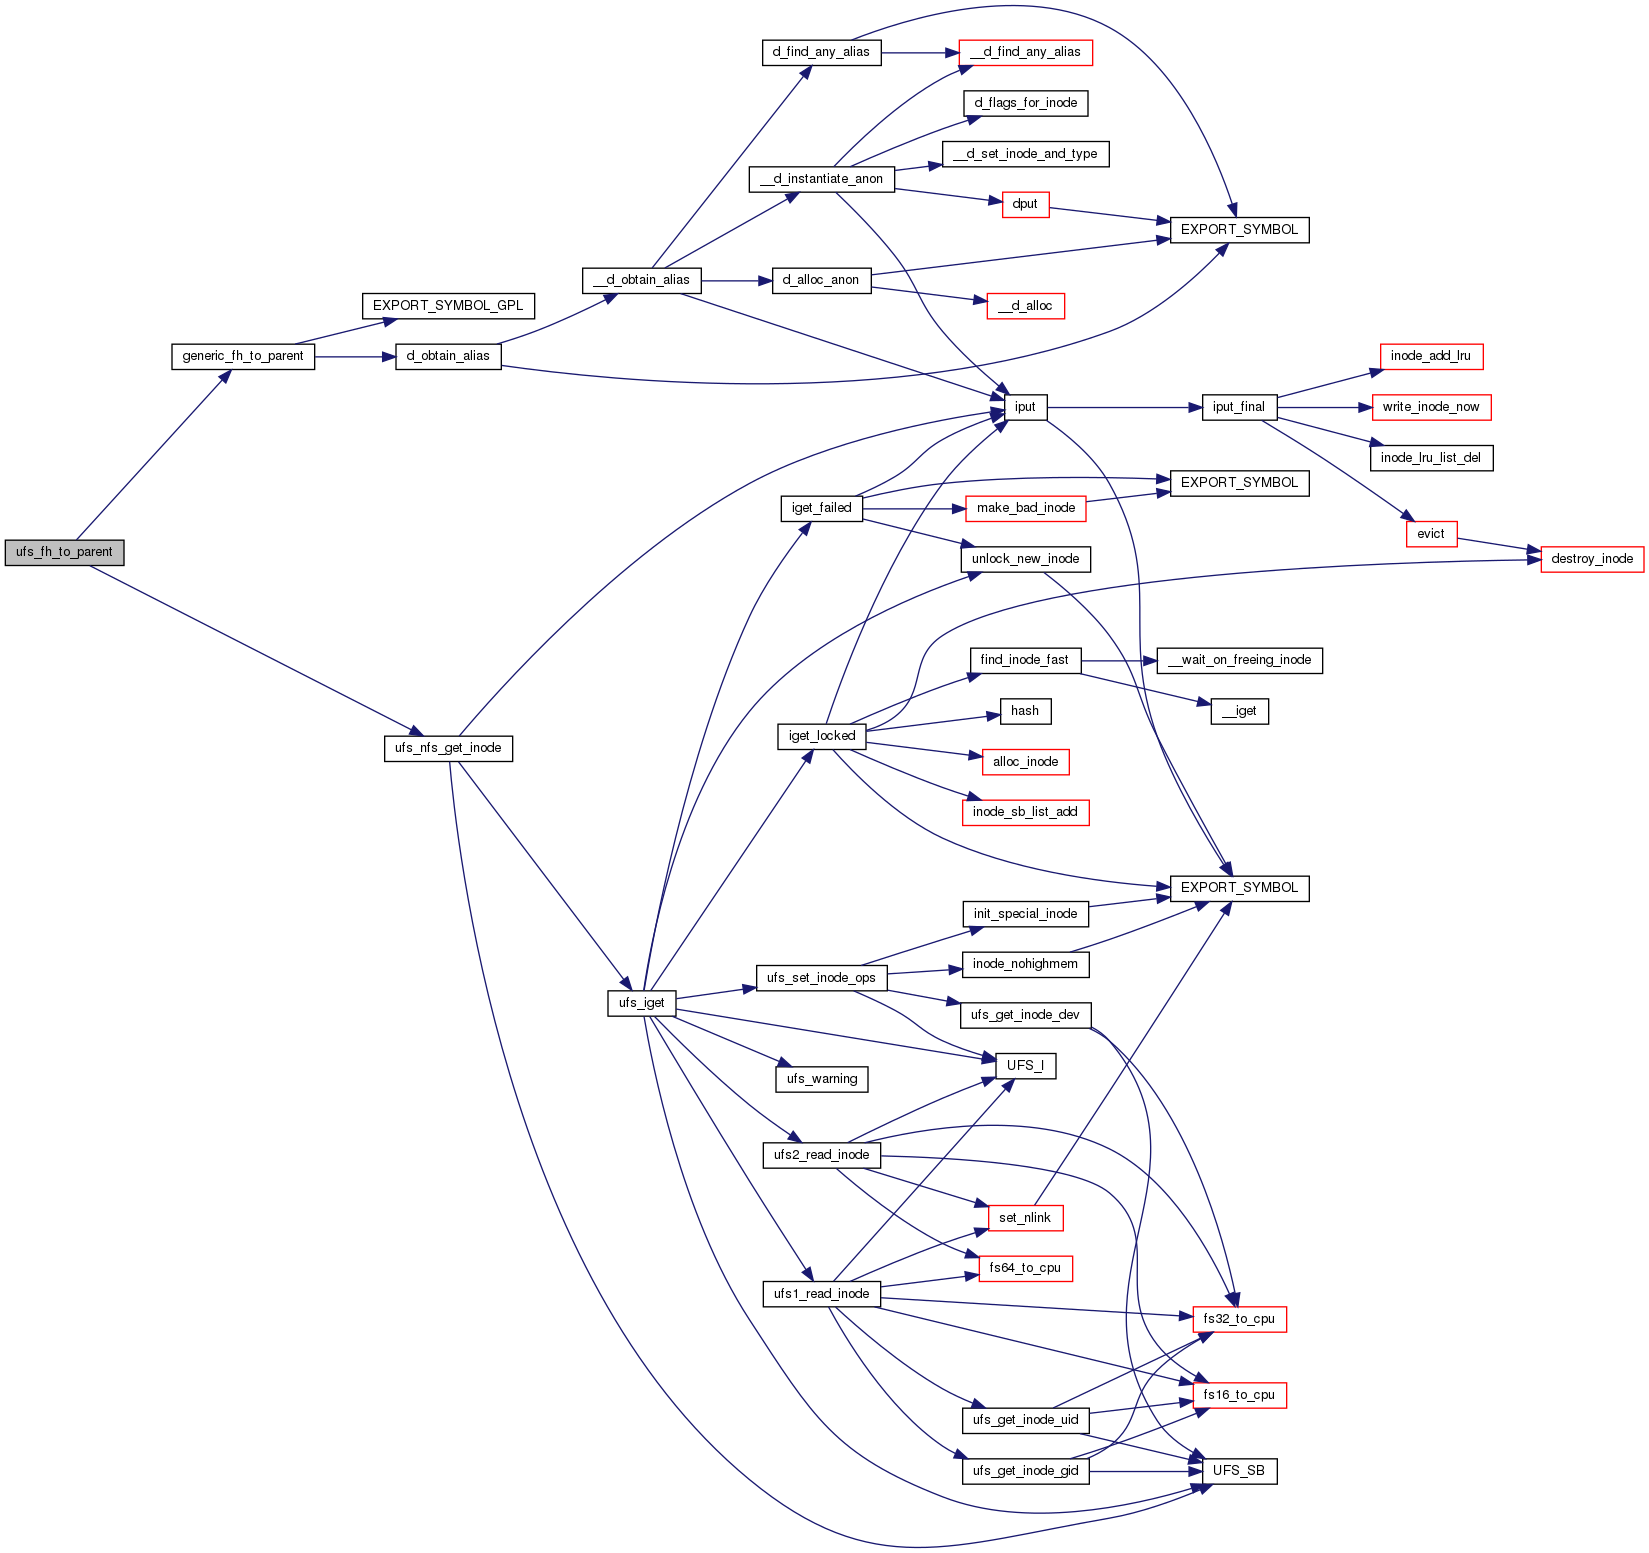 d_find_any_alias
__d_find_any_alias
d_flags_for_inode
__d_set_inode_and_type
__d_instantiate_anon
dput
EXPORT_SYMBOL
__d_obtain_alias
d_alloc_anon
__d_alloc
EXPORT_SYMBOL_GPL
generic_fh_to_parent
d_obtain_alias
inode_add_lru
iput
iput_final
write_inode_now
inode_lru_list_del
EXPORT_SYMBOL
iget_failed
make_bad_inode
evict
ufs_fh_to_parent
unlock_new_inode
destroy_inode
find_inode_fast
__wait_on_freeing_inode
hash
__iget
iget_locked
ufs_nfs_get_inode
alloc_inode
inode_sb_list_add
EXPORT_SYMBOL
init_special_inode
inode_nohighmem
ufs_set_inode_ops
ufs_iget
ufs_get_inode_dev
UFS_I
ufs_warning
ufs2_read_inode
set_nlink
fs64_to_cpu
ufs1_read_inode
fs32_to_cpu
fs16_to_cpu
ufs_get_inode_uid
ufs_get_inode_gid
UFS_SB